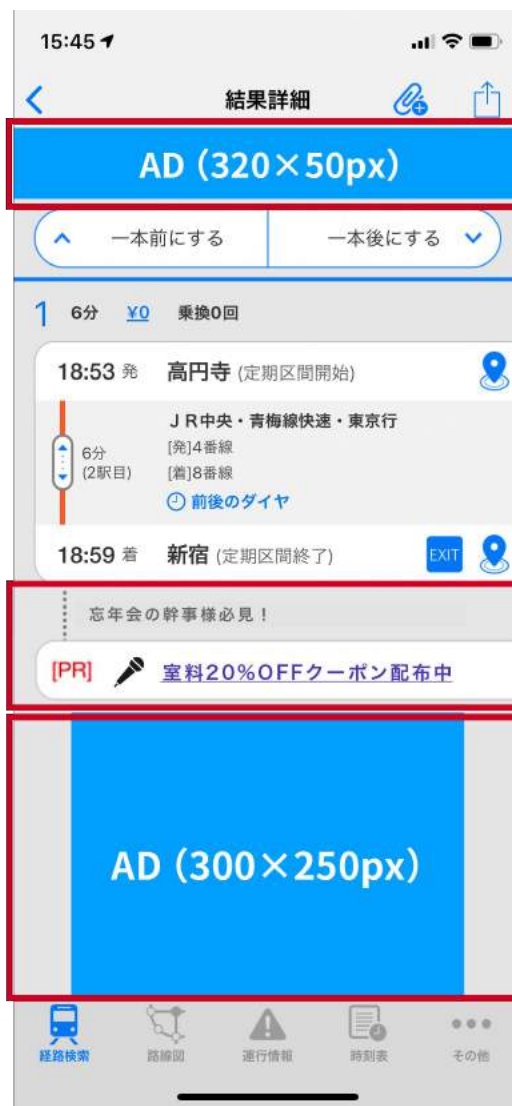 15:45
結果詳細
AD（320×50px）
一本前にする 一本後にする
1 6分 ¥0 乗換0回
18:53 発 高円寺 (定期区間開始)
ＪＲ中央・青梅線快速・東京行
6分 [発]4番線
(2駅目) [着]8番線
前後のダイヤ
18:59 着 新宿 (定期区間終了) EXIT
忘年会の幹事様必見！
[PR] 室料20%OFFクーポン配布中
AD（300×250px）
経路検索 路線図 運行情報 時刻表 その他